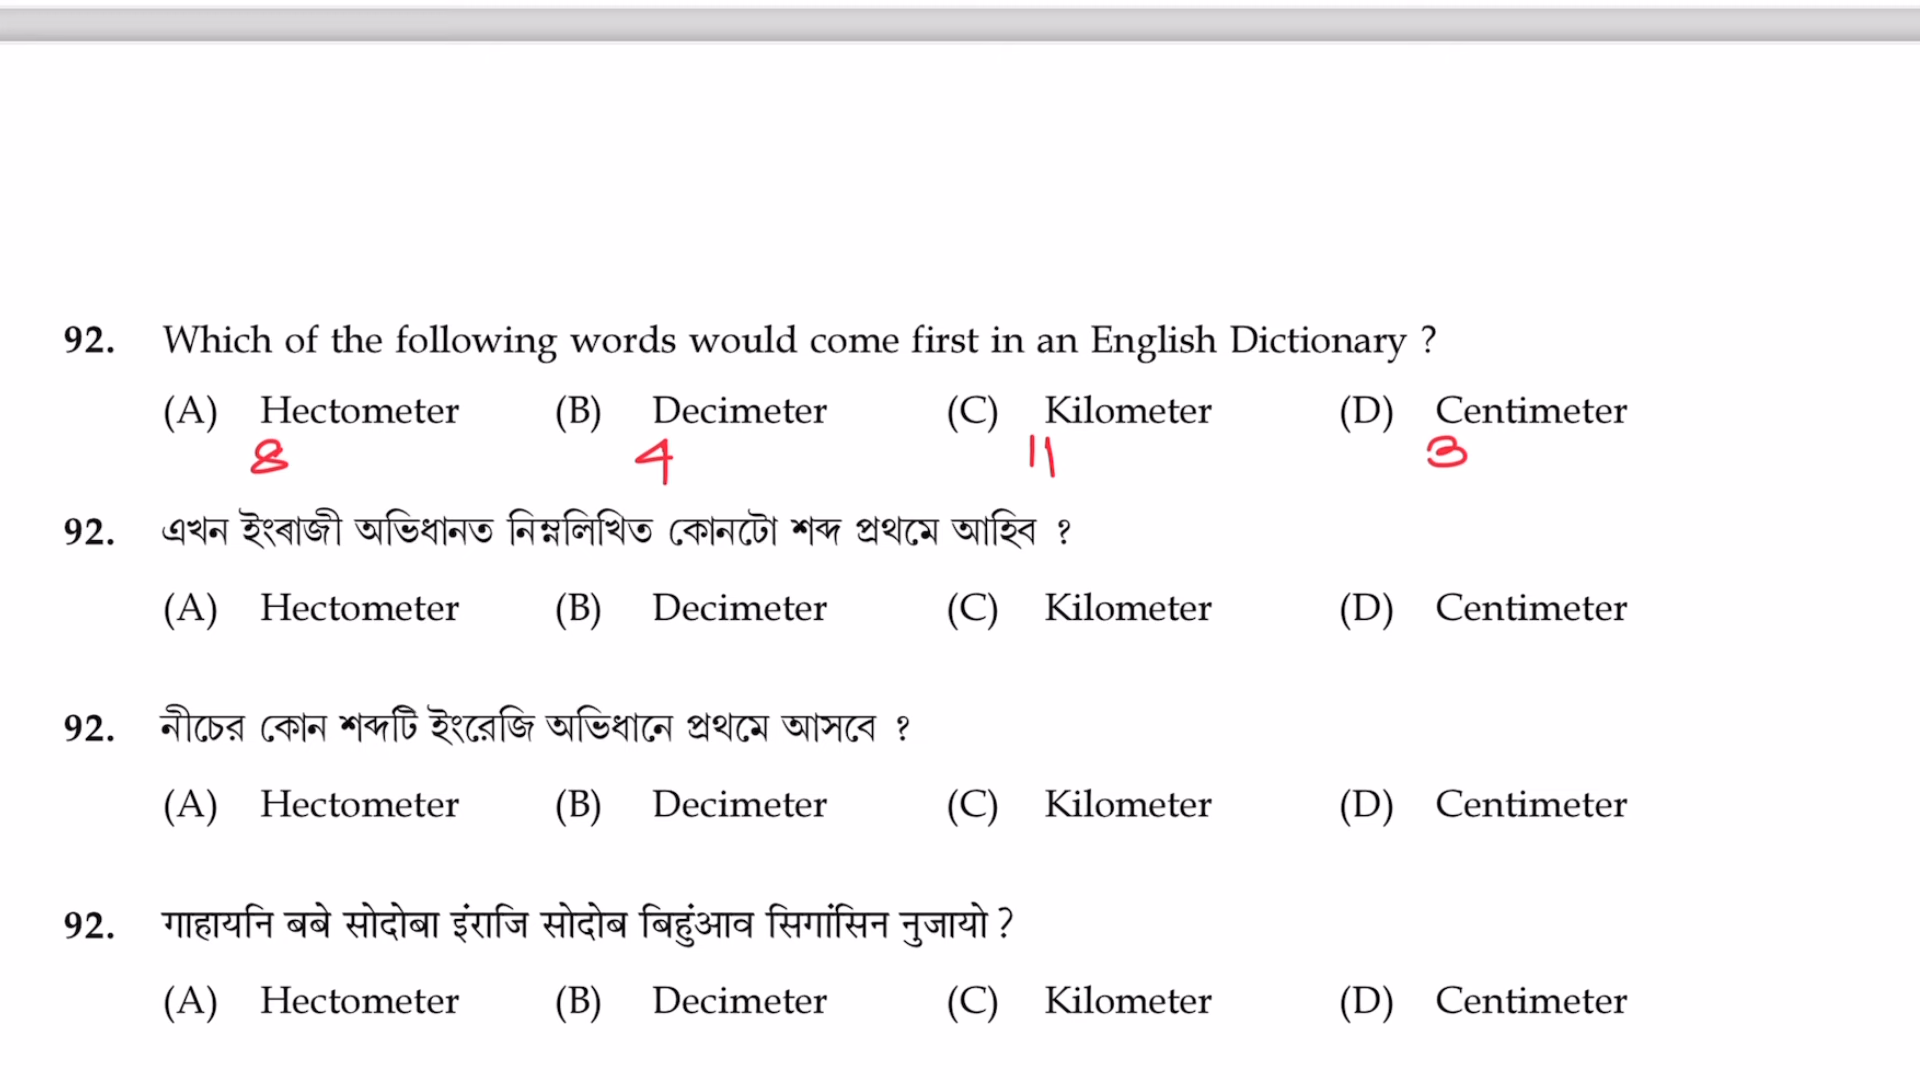 92. Which of the following words would come first in an English Dictionary ?
(A) Hectometer (B) Decimeter (C) Kilometer (D) Centimeter
8 4 11 3
92. এখন ইংৰাজী অভিধানত নিম্নলিখিত কোনটো শব্দ প্ৰথমে আহিব ?
(A) Hectometer (B) Decimeter (C) Kilometer (D) Centimeter
92. নীচের কোন শব্দটি ইংরেজি অভিধানে প্রথমে আসবে ?
(A) Hectometer (B) Decimeter (C) Kilometer (D) Centimeter
92. गाहायनि बबे सोदोबा इंराजि सोदोब बिहुंआव सिगांसिन नुजायो ?
(A) Hectometer (B) Decimeter (C) Kilometer (D) Centimeter